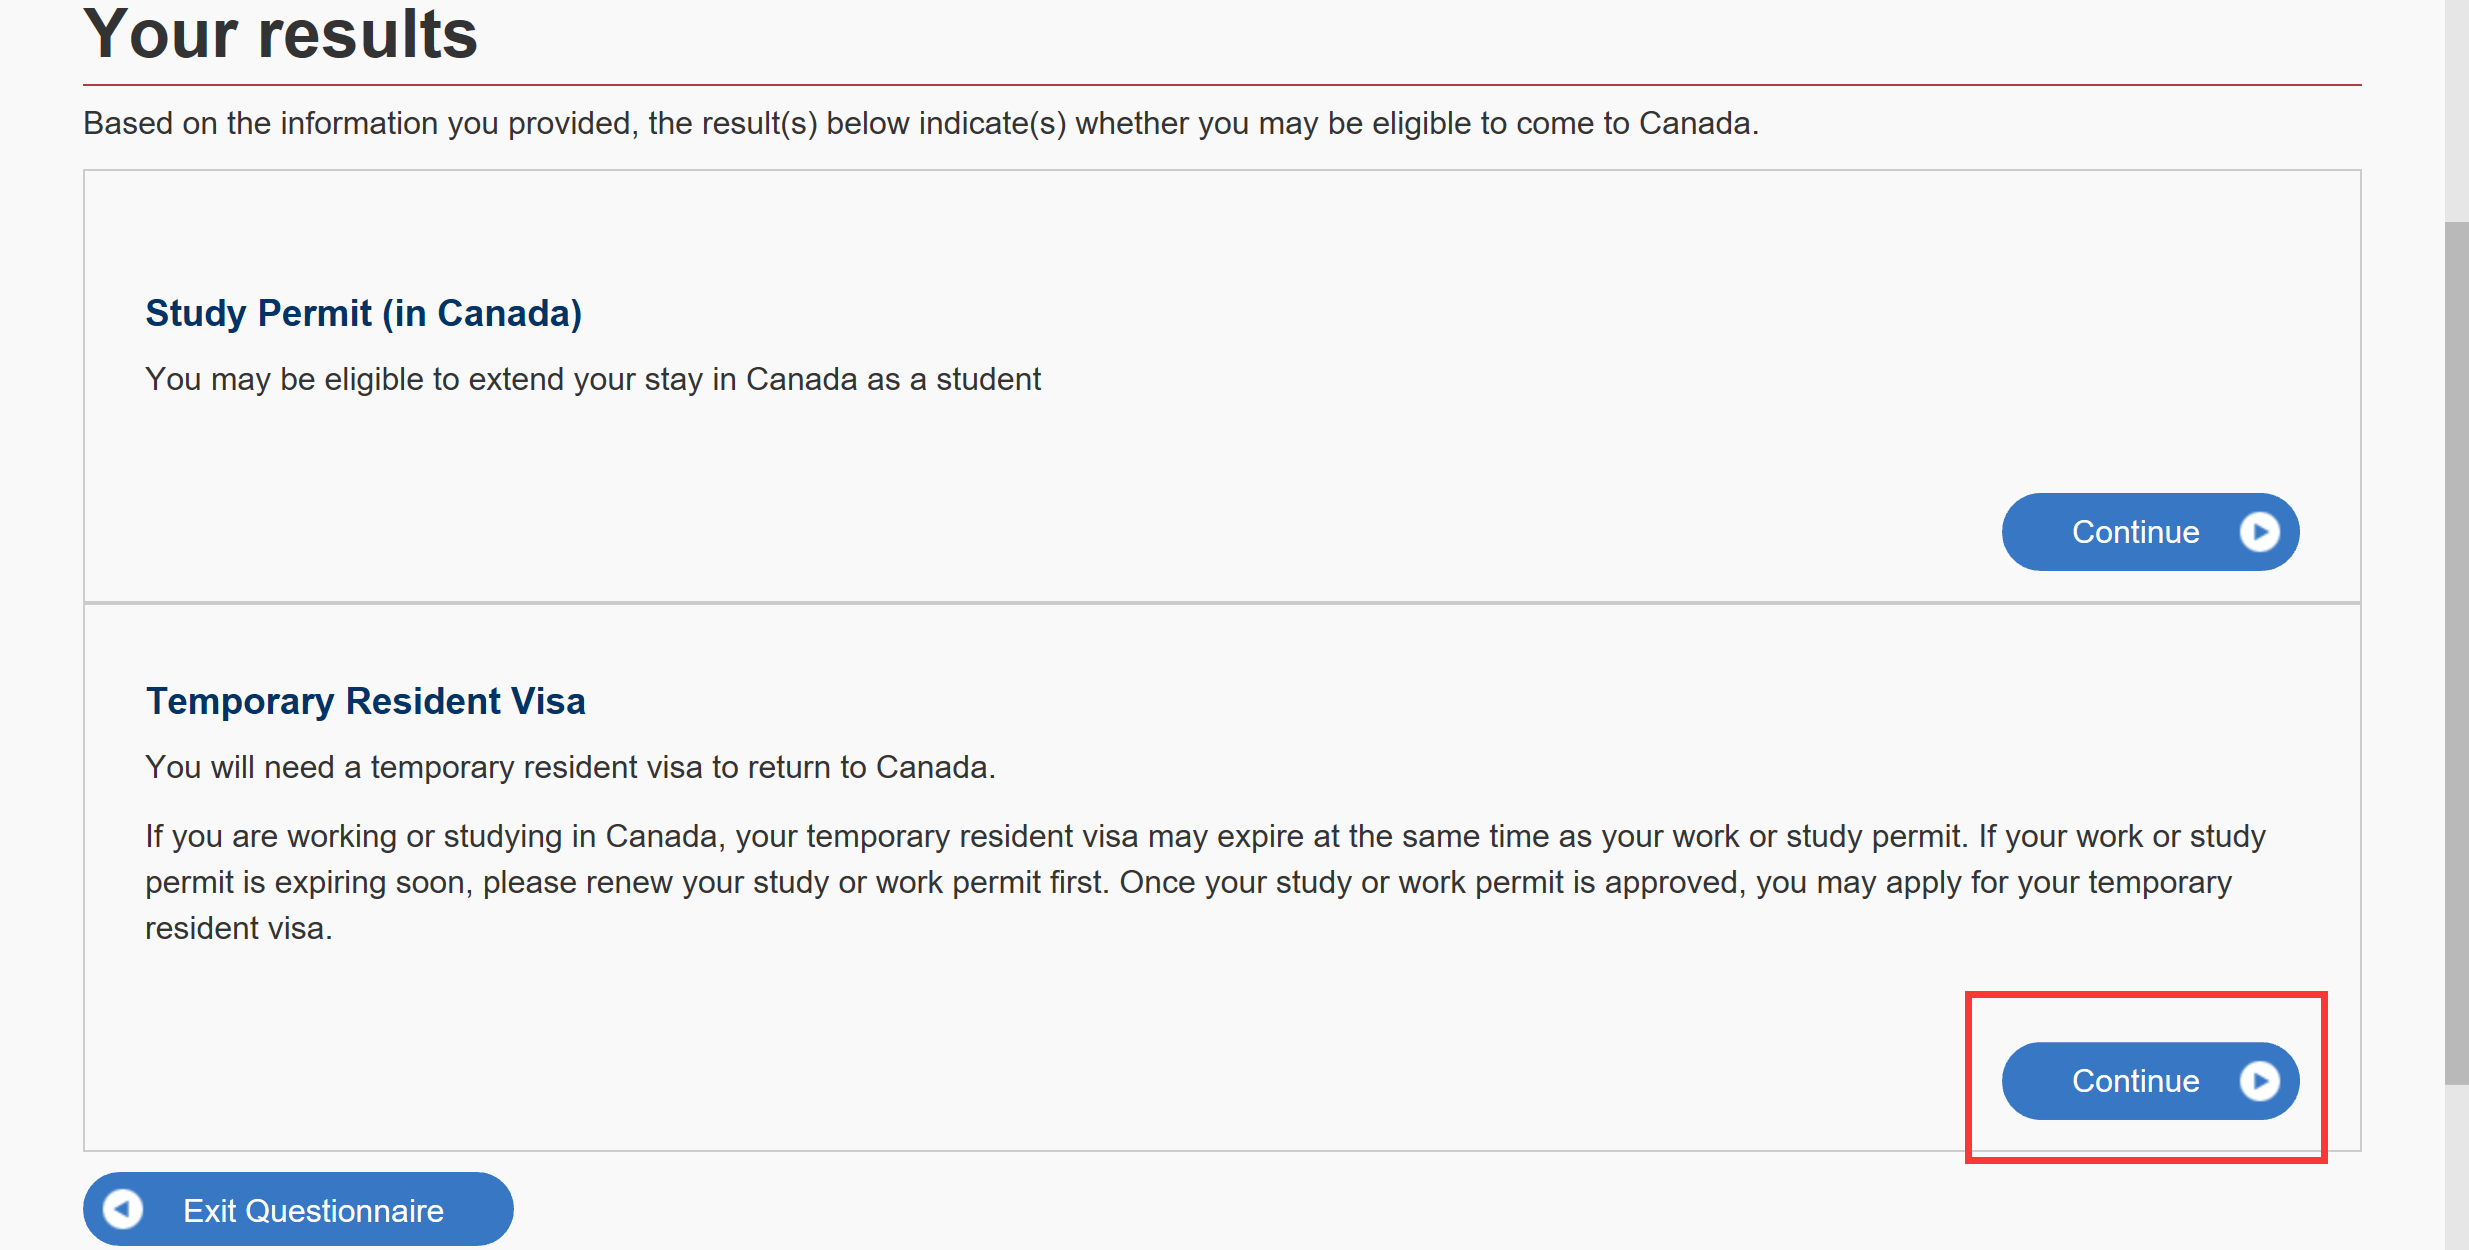 Your results
Based on the information you provided, the result(s) below indicate(s) whether you may be eligible to come to Canada.
Study Permit (in Canada)
You may be eligible to extend your stay in Canada as a student
Continue
Temporary Resident Visa
You will need a temporary resident visa to return to Canada.
If you are working or studying in Canada, your temporary resident visa may expire at the same time as your work or study permit. If your work or study
permit is expiring soon, please renew your study or work permit first. Once your study or work permit is approved, you may apply for your temporary
resident visa.
Continue
Exit Questionnaire